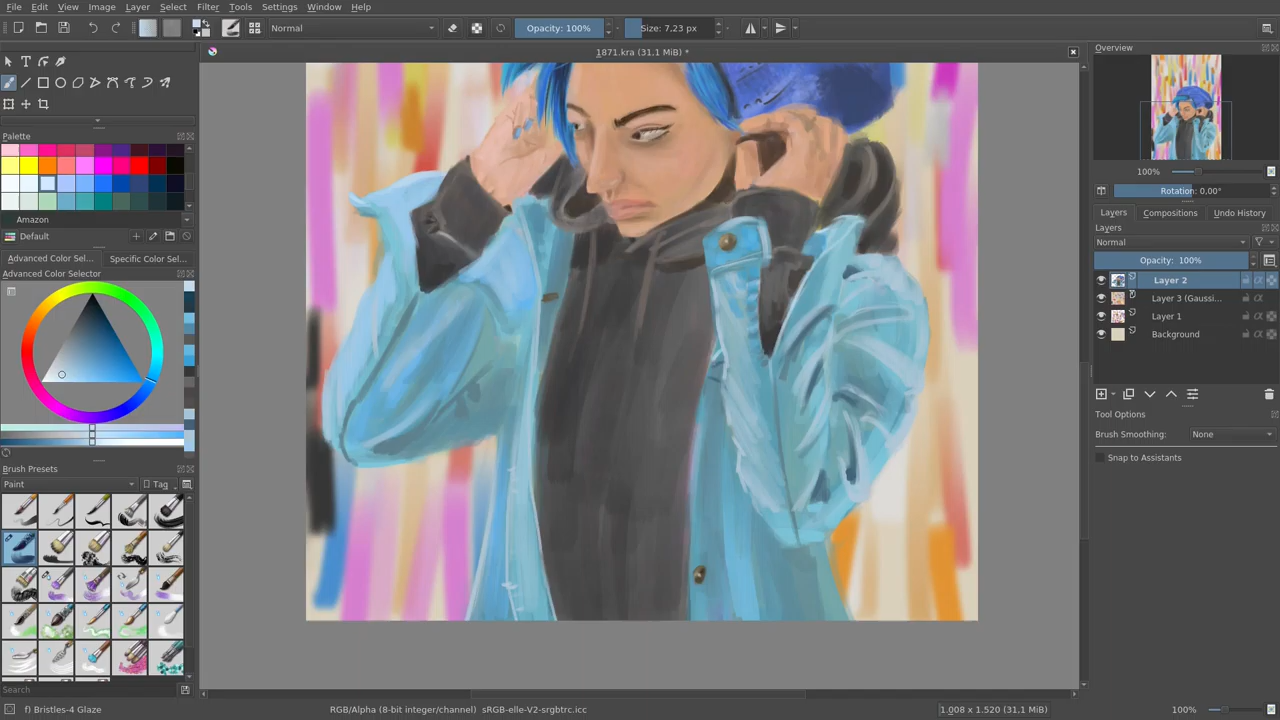 File Edit View Image Layer Select Filter Tools Settings Window Help
Normal
Opacity: 100%
Size: 7,23 px
1871.kra (31,1 MiB) *
Palette
Amazon
Default
Advanced Color Sel...
Specific Color Sel...
Advanced Color Selector
Brush Presets
Paint
Tag
Search
f) Bristles-4 Glaze
RGB/Alpha (8-bit integer/channel) sRGB-elle-V2-srgbtrc.icc
1.008 x 1.520 (31,1 MiB)
100%
Overview
100%
Rotation: 0,00°
Layers
Compositions
Undo History
Layers
Normal
Opacity: 100%
Layer 2
Layer 3 (Gaussi...
Layer 1
Background
Tool Options
Brush Smoothing:
None
Snap to Assistants